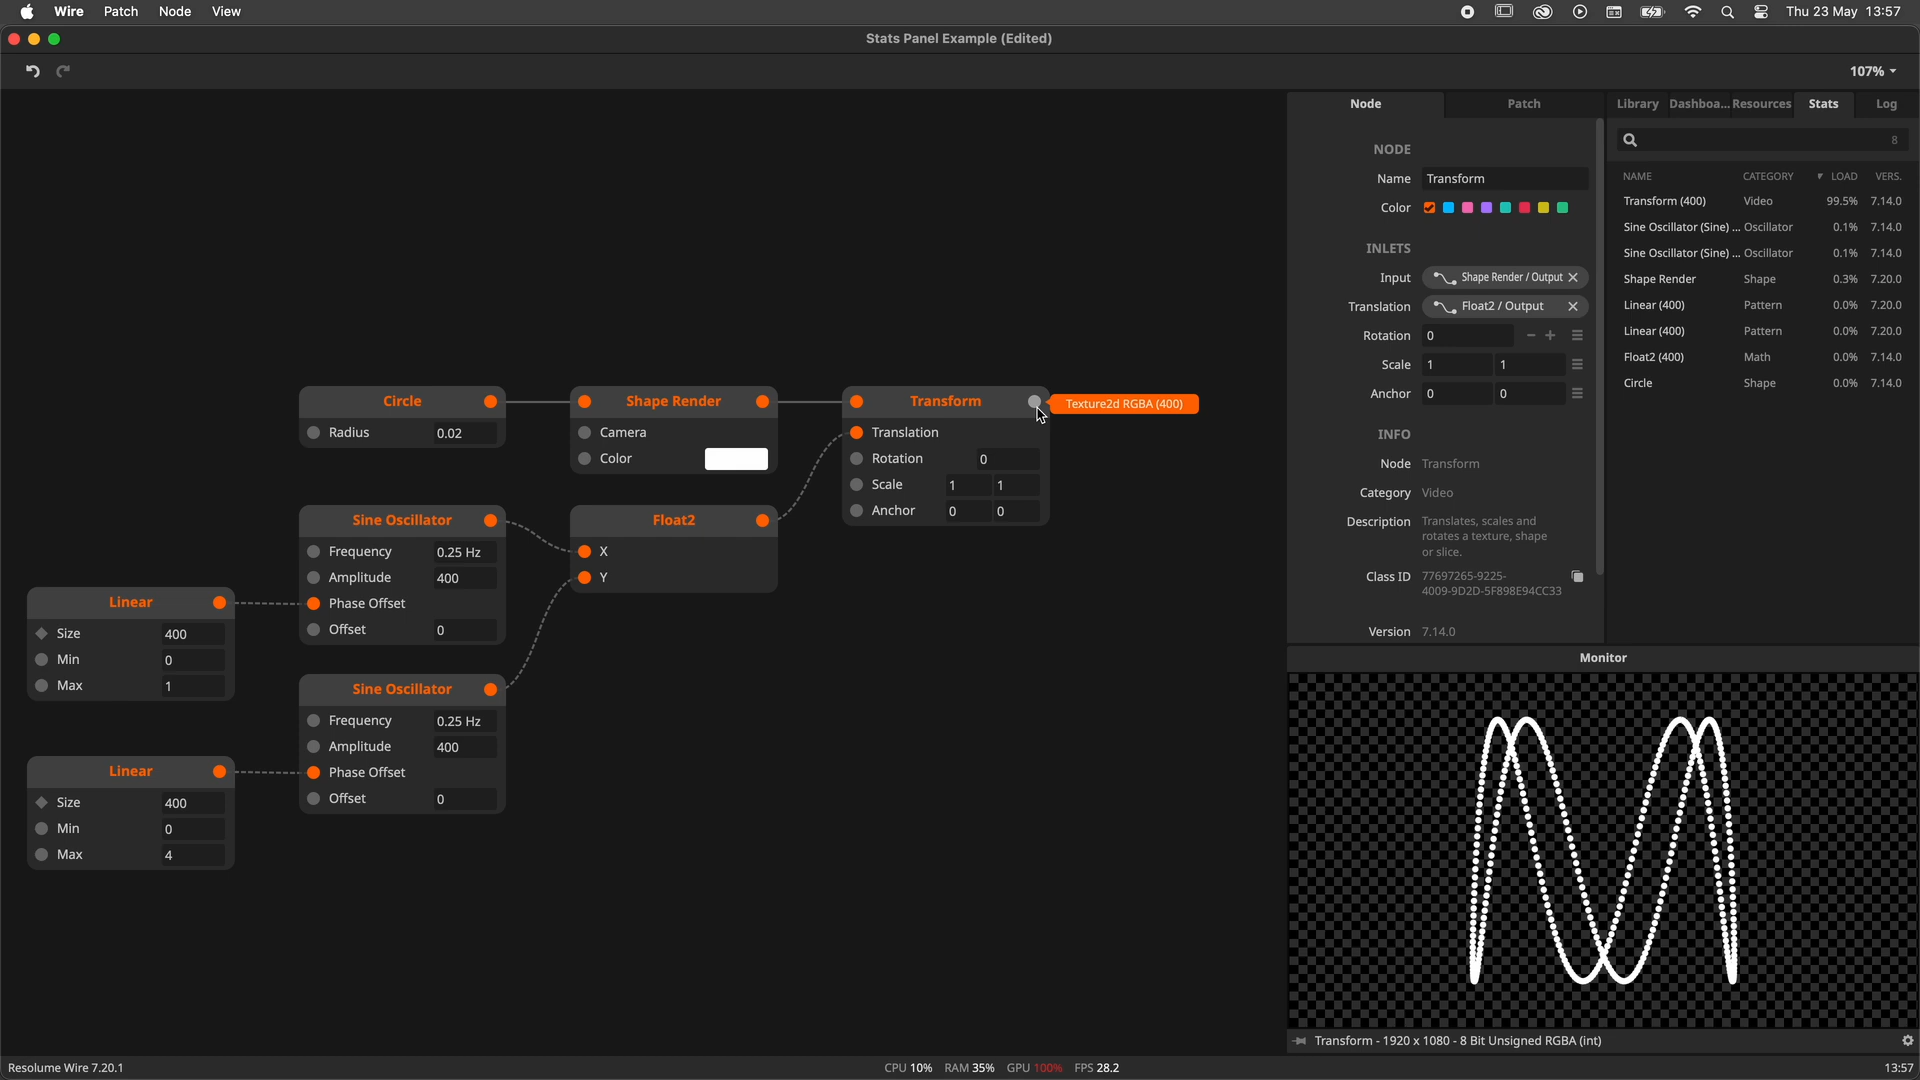 Wire Patch Node View
Thu 23 May 13:57
Stats Panel Example (Edited)
107%
Circle
Radius 0.02
Shape Render
Camera
Color
Transform
Translation
Rotation 0
Scale 1 1
Anchor 0 0
Texture2d RGBA (400)
Sine Oscillator
Frequency 0.25 Hz
Amplitude 400
Phase Offset
Offset 0
Float2
X
Y
Linear
Size 400
Min 0
Max 1
Sine Oscillator
Frequency 0.25 Hz
Amplitude 400
Phase Offset
Offset 0
Linear
Size 400
Min 0
Max 4
Node Patch
NODE
Name Transform
Color
INLETS
Input Shape Render / Output
Translation Float2 / Output
Rotation 0
Scale 1 1
Anchor 0 0
INFO
Node Transform
Category Video
Description Translates, scales and
rotates a texture, shape
or slice.
Class ID 77697265-9225-
4009-9D2D-5F898E94CC33
Version 7.14.0
Library Dashboa... Resources Stats Log
8
NAME CATEGORY LOAD VERS.
Transform (400) Video 99.5% 7.14.0
Sine Oscillator (Sine) ... Oscillator 0.1% 7.14.0
Sine Oscillator (Sine) ... Oscillator 0.1% 7.14.0
Shape Render Shape 0.3% 7.20.0
Linear (400) Pattern 0.0% 7.20.0
Linear (400) Pattern 0.0% 7.20.0
Float2 (400) Math 0.0% 7.14.0
Circle Shape 0.0% 7.14.0
Monitor
Transform - 1920 x 1080 - 8 Bit Unsigned RGBA (int)
Resolume Wire 7.20.1
CPU 10% RAM 35% GPU 100% FPS 28.2
13:57